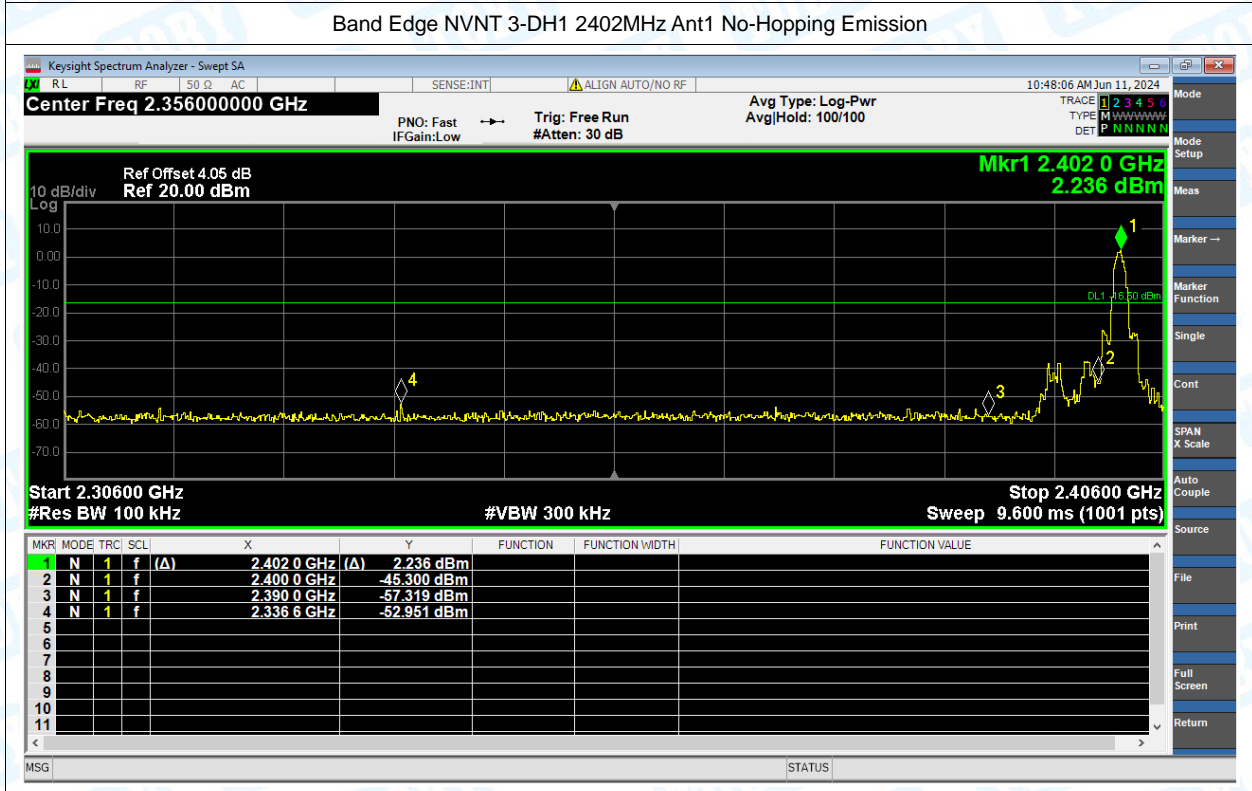 Band Edge NVNT 3-DH1 2402MHz Ant1 No-Hopping Emission
Keysight Spectrum Analyzer - Swept SA
LXI RL RF 50 Ω AC SENSE:INT ALIGN AUTO/NO RF 10:48:06 AM Jun 11, 2024
Center Freq 2.356000000 GHz Avg Type: Log-Pwr TRACE 1 2 3 4 5 6
PNO: Fast Trig: Free Run Avg|Hold: 100/100 TYPE M W W W W W
IFGain:Low #Atten: 30 dB DET P N N N N N
Mkr1 2.402 0 GHz
Ref Offset 4.05 dB
10 dB/div Ref 20.00 dBm 2.236 dBm
Log
10.0
0.00
-10.0
-20.0
-30.0
-40.0
-50.0
-60.0
-70.0
DL1 -16.50 dBm
1
2
3
4
Start 2.30600 GHz Stop 2.40600 GHz
#Res BW 100 kHz #VBW 300 kHz Sweep 9.600 ms (1001 pts)
MKR MODE TRC SCL X Y FUNCTION FUNCTION WIDTH FUNCTION VALUE
1 N 1 f (Δ) 2.402 0 GHz (Δ) 2.236 dBm
2 N 1 f 2.400 0 GHz -45.300 dBm
3 N 1 f 2.390 0 GHz -57.319 dBm
4 N 1 f 2.336 6 GHz -52.951 dBm
5
6
7
8
9
10
11
MSG STATUS
Mode
Mode
Setup
Meas
Marker →
Marker
Function
Single
Cont
SPAN
X Scale
Auto
Couple
Source
File
Print
Full
Screen
Return